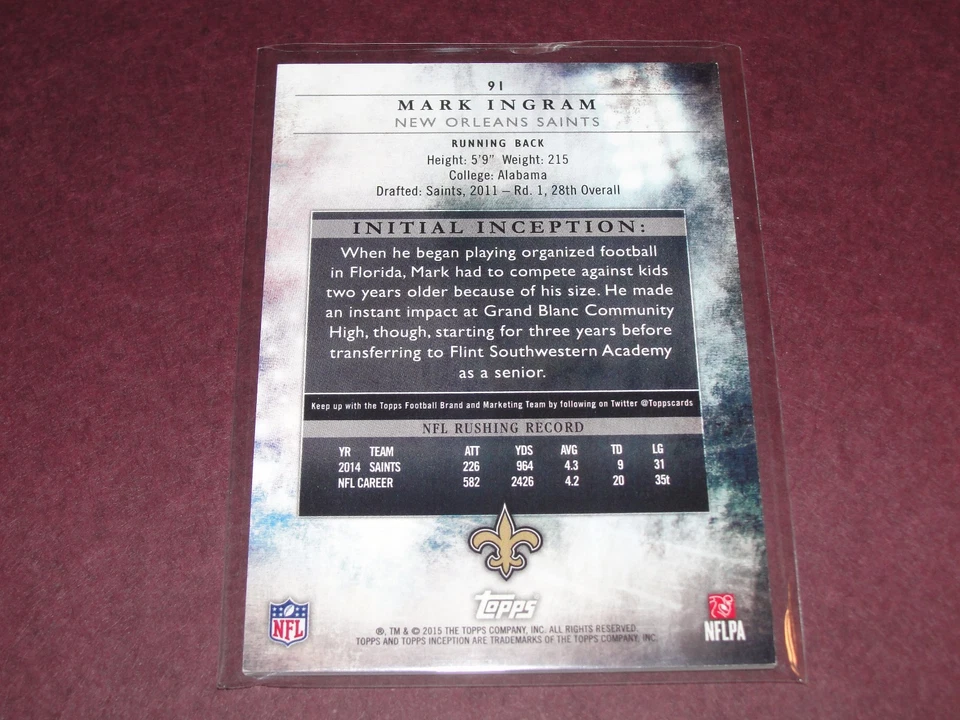 91
MARK INGRAM
NEW ORLEANS SAINTS
RUNNING BACK
Height: 5'9" Weight: 215
College: Alabama
Drafted: Saints, 2011 – Rd. 1, 28th Overall
INITIAL INCEPTION:
When he began playing organized football
in Florida, Mark had to compete against kids
two years older because of his size. He made
an instant impact at Grand Blanc Community
High, though, starting for three years before
transferring to Flint Southwestern Academy
as a senior.
Keep up with the Topps Football Brand and Marketing Team by following on Twitter @Toppscards
NFL RUSHING RECORD
YR TEAM ATT YDS AVG TD LG
2014 SAINTS 226 964 4.3 9 31
NFL CAREER 582 2426 4.2 20 35t
topps
NFL
NFLPA
®, TM & © 2015 THE TOPPS COMPANY, INC. ALL RIGHTS RESERVED.
TOPPS AND TOPPS INCEPTION ARE TRADEMARKS OF THE TOPPS COMPANY, INC.